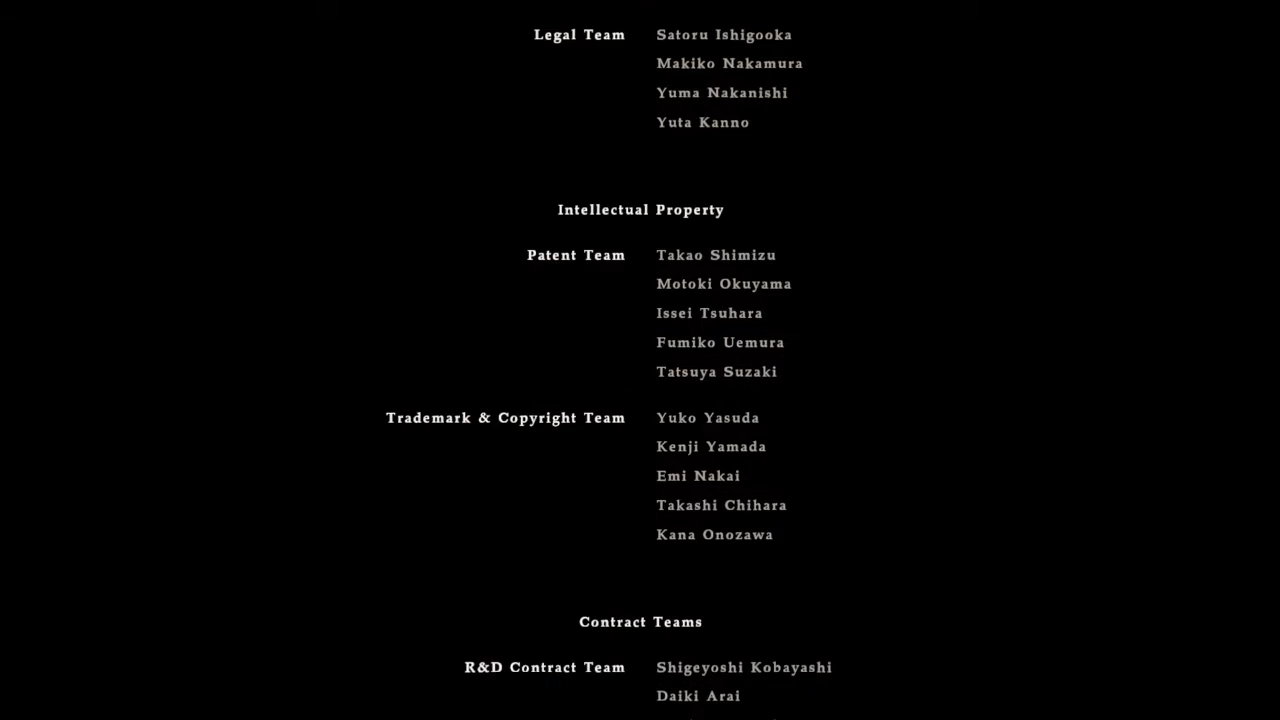 Legal Team Satoru Ishigooka
Makiko Nakamura
Yuma Nakanishi
Yuta Kanno
Intellectual Property
Patent Team Takao Shimizu
Motoki Okuyama
Issei Tsuhara
Fumiko Uemura
Tatsuya Suzaki
Trademark & Copyright Team Yuko Yasuda
Kenji Yamada
Emi Nakai
Takashi Chihara
Kana Onozawa
Contract Teams
R&D Contract Team Shigeyoshi Kobayashi
Daiki Arai